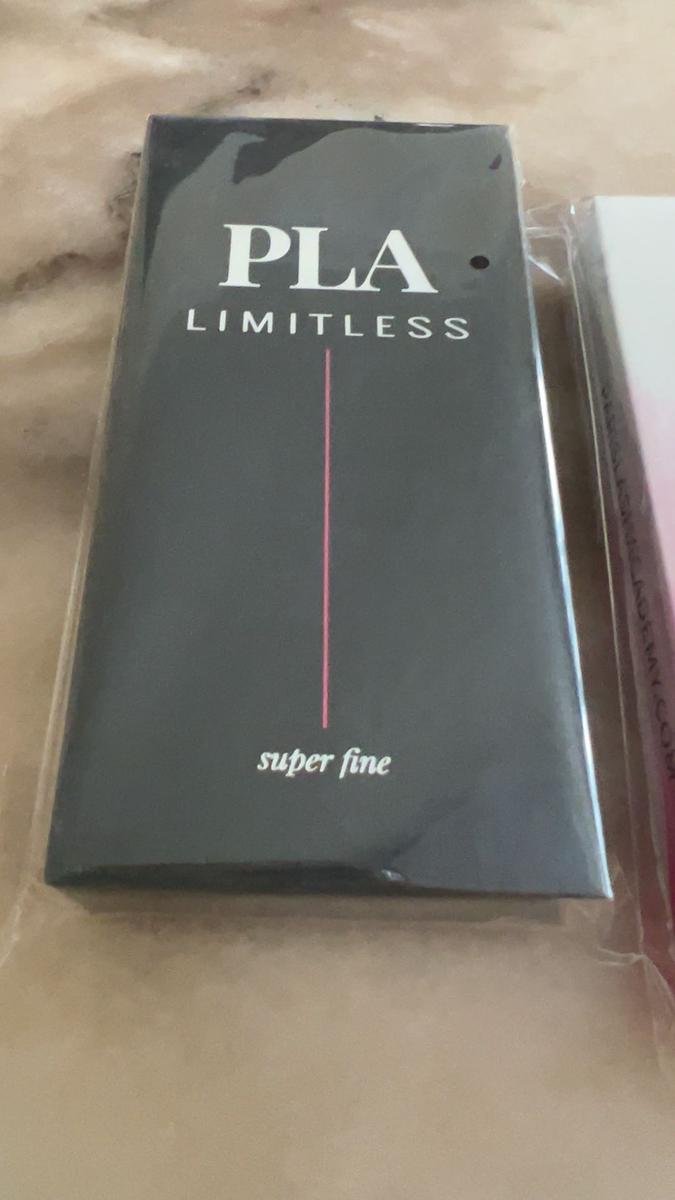 PLA
LIMITLESS
super fine